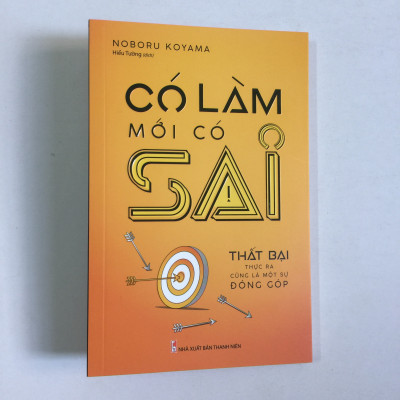 NOBORU KOYAMA
Hiếu Tường (dịch)
CÓ LÀM
MỚI CÓ
SAI
!
THẤT BẠI
THỰC RA
CŨNG LÀ MỘT SỰ
ĐÓNG GÓP
NHÀ XUẤT BẢN THANH NIÊN